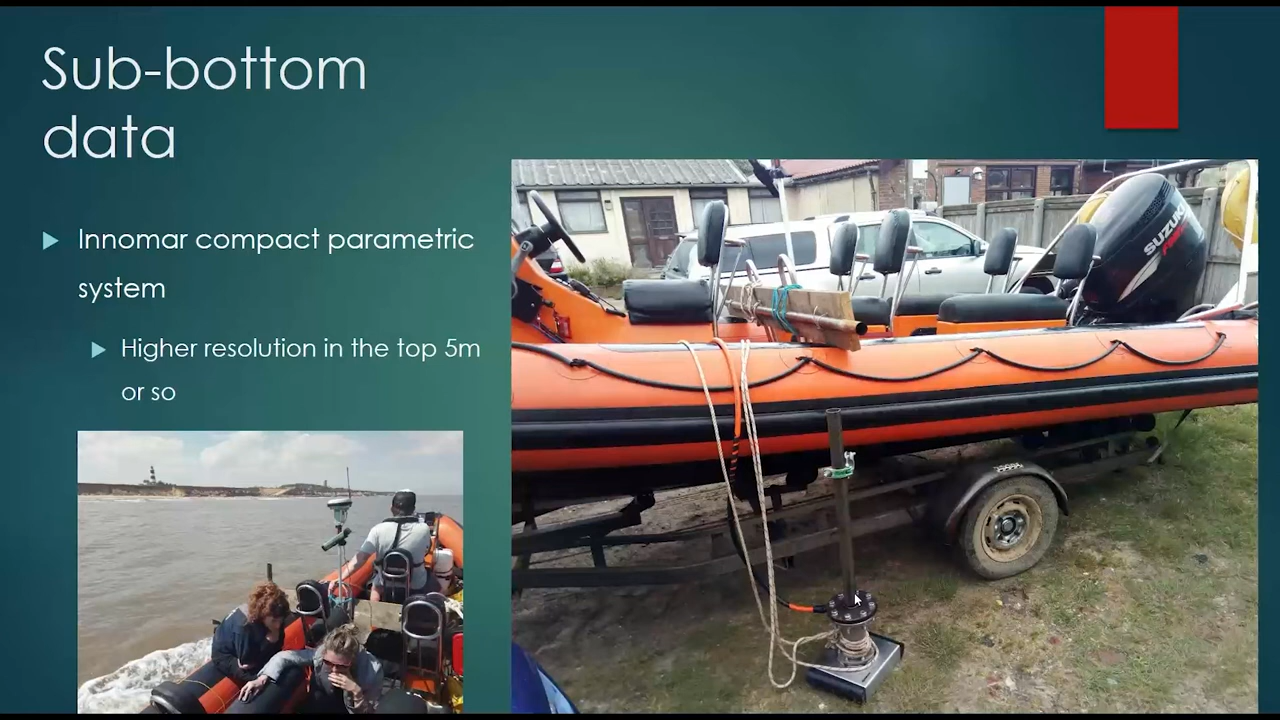 Sub-bottom
data
Innomar compact parametric
system
Higher resolution in the top 5m
or so
SUZUKI